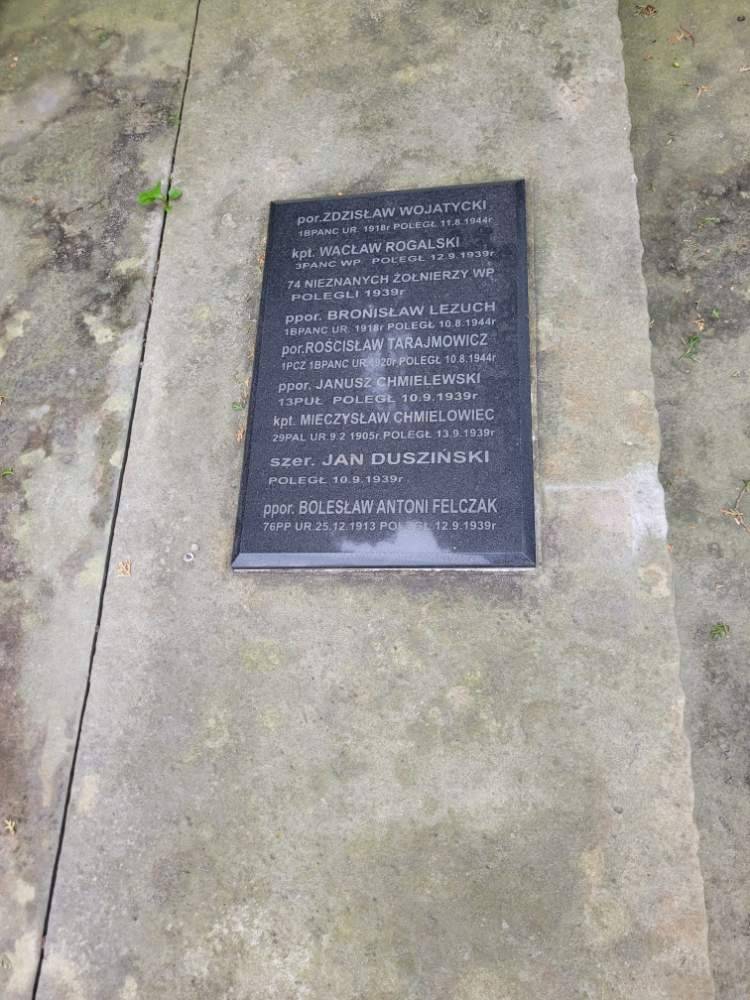 por.ZDZISŁAW WOJATYCKI
1BPANC UR. 1918r POLEGŁ 11.8.1944r
kpt. WACŁAW ROGALSKI
3PANC WP. POLEGŁ 12.9.1939r
74 NIEZNANYCH ŻOŁNIERZY WP
POLEGLI 1939r
ppor. BRONISŁAW LEZUCH
1BPANC UR. 1918r POLEGŁ 10.8.1944r
por.ROŚCISŁAW TARAJMOWICZ
1PCZ 1BPANC UR.1920r POLEGŁ 10.8.1944r
ppor. JANUSZ CHMIELEWSKI
13PUŁ POLEGŁ 10.9.1939r
kpt. MIECZYSŁAW CHMIELOWIEC
29PAL UR.9.2 1905r.POLEGŁ 13.9.1939r
szer. JAN DUSZIŃSKI
POLEGŁ 10.9.1939r
ppor. BOLESŁAW ANTONI FELCZAK
76PP UR.25.12.1913 POLEGŁ 12.9.1939r